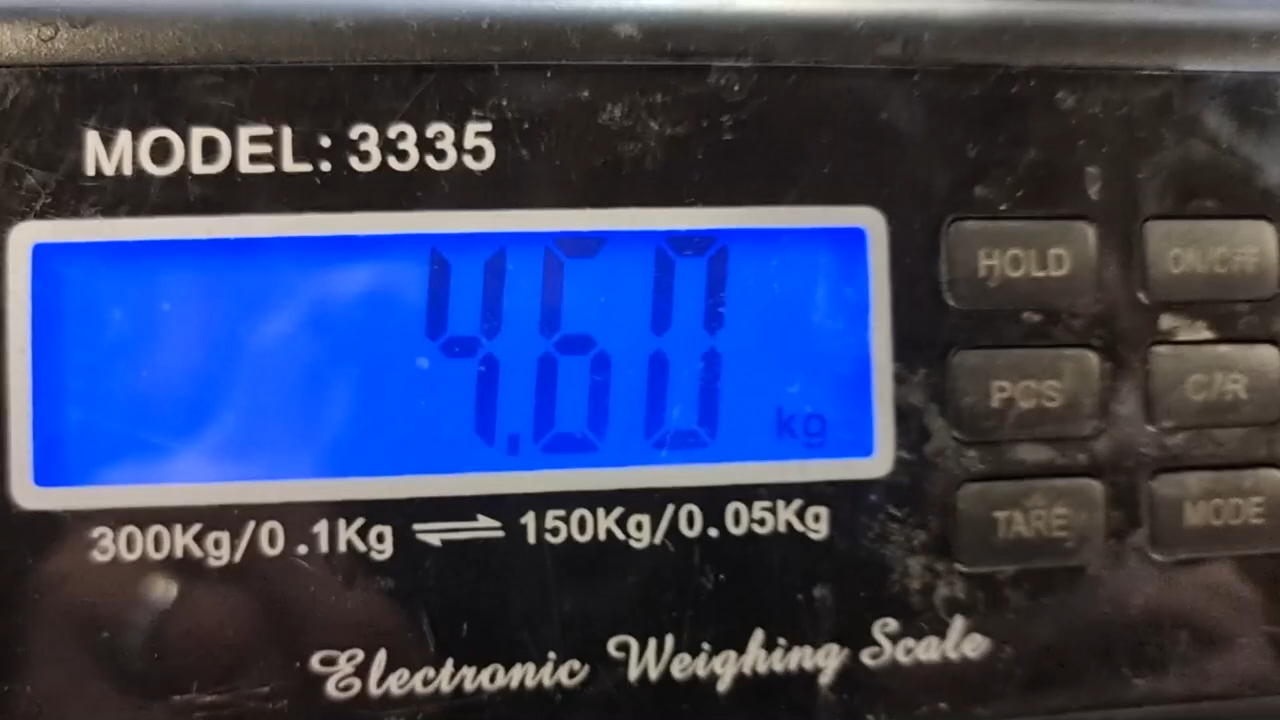 MODEL: 3335
4.60 kg
HOLD ON/OFF
PCS C/R
TARE MODE
300Kg/0.1Kg ⇌ 150Kg/0.05Kg
Electronic Weighing Scale